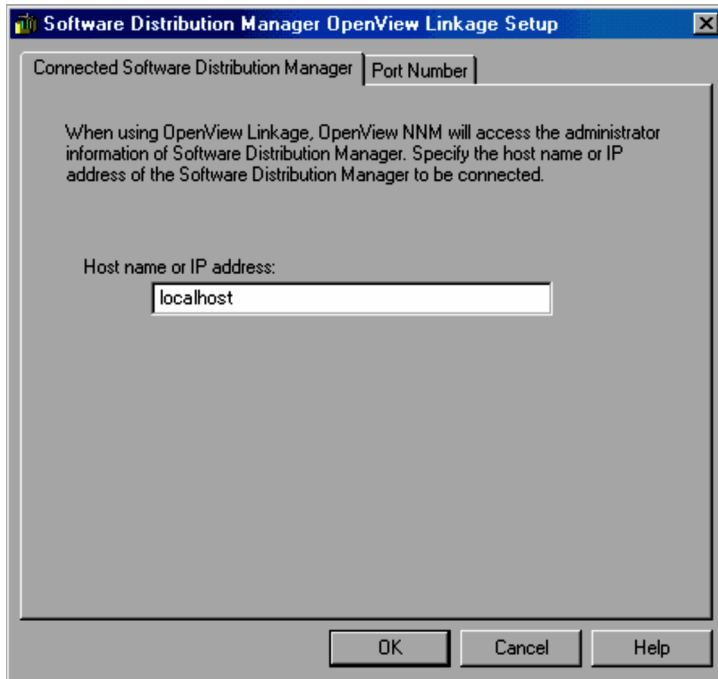 Software Distribution Manager OpenView Linkage Setup
Connected Software Distribution Manager
Port Number
When using OpenView Linkage, OpenView NNM will access the administrator
information of Software Distribution Manager. Specify the host name or IP
address of the Software Distribution Manager to be connected.
Host name or IP address:
localhost
OK
Cancel
Help